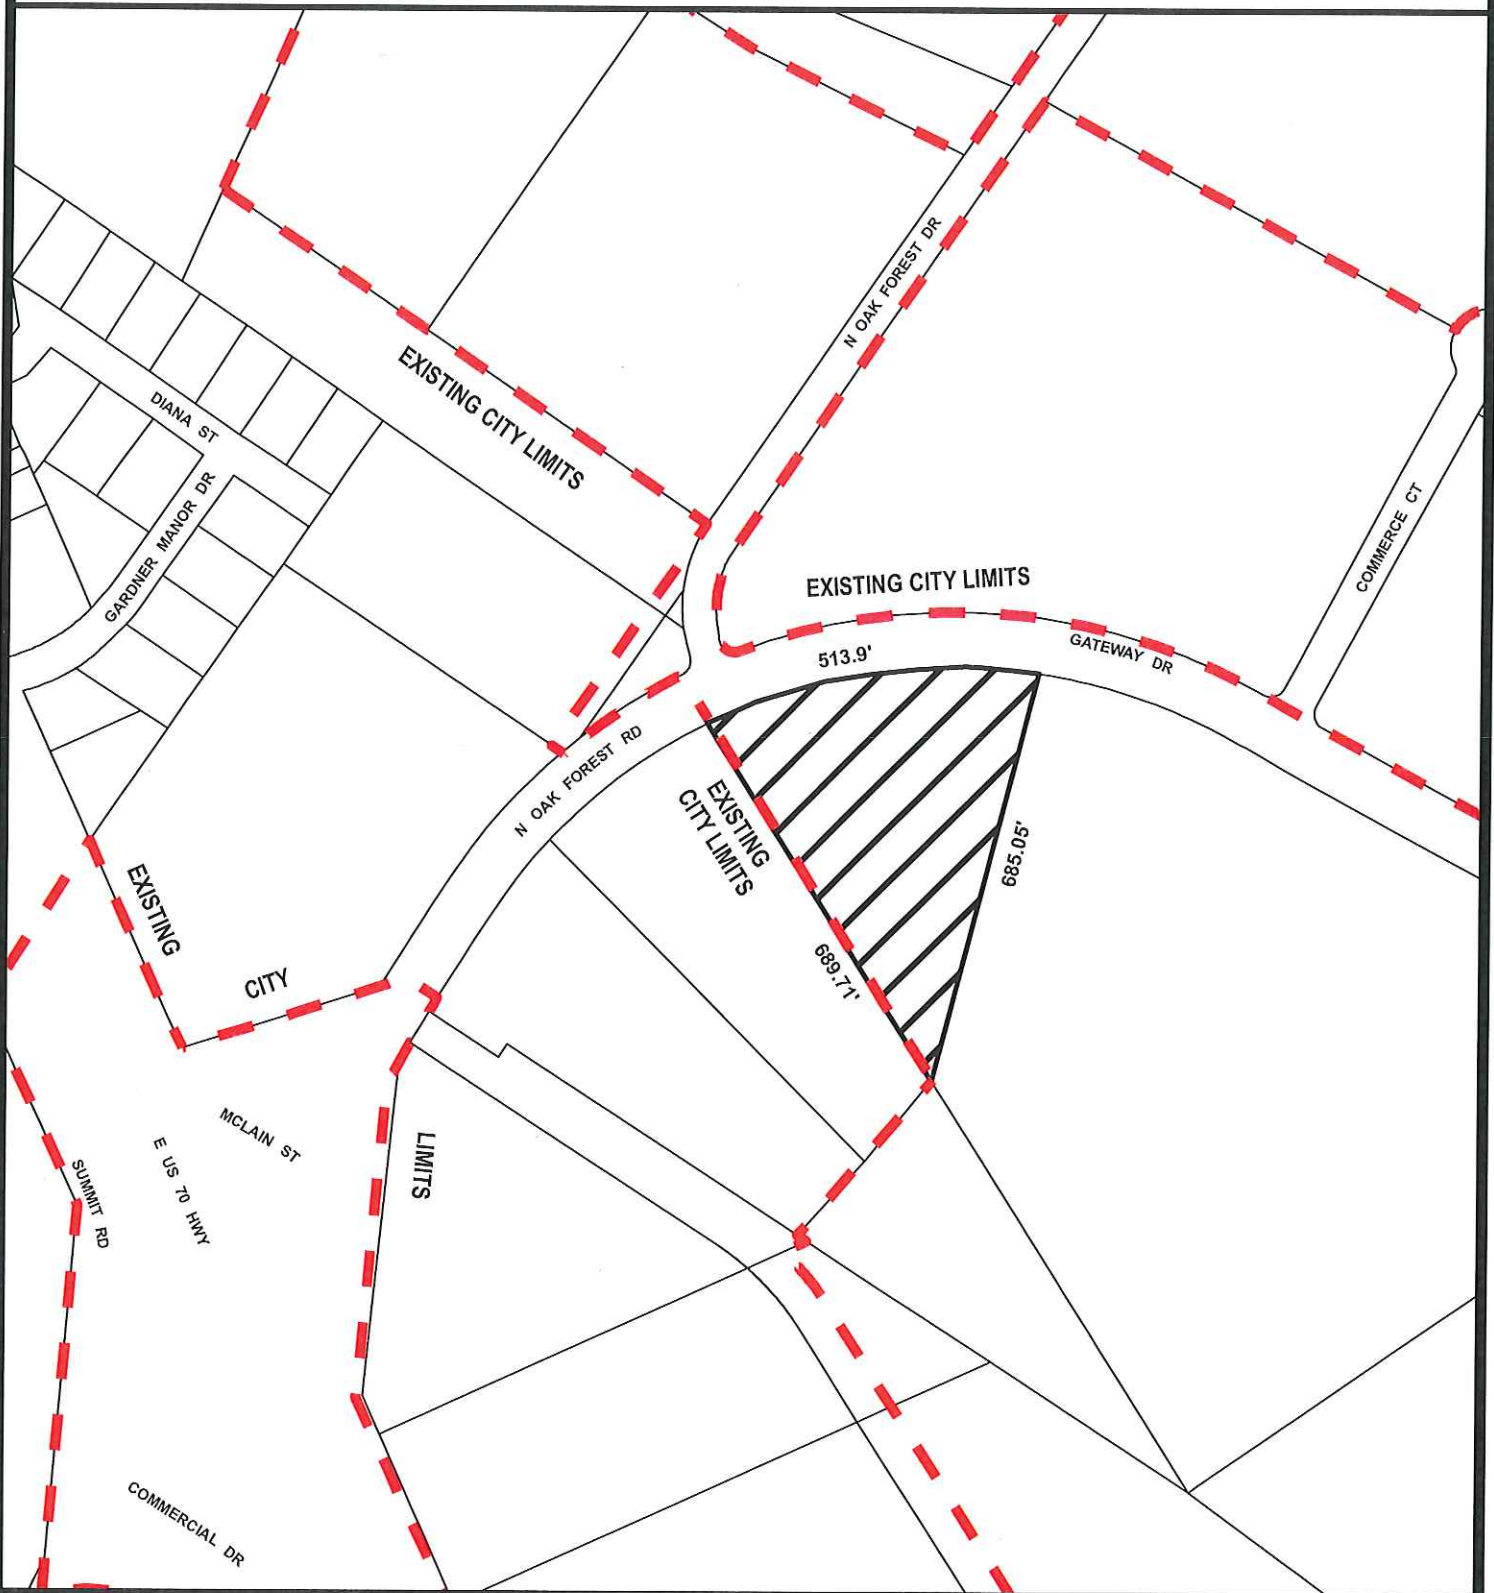 N OAK FOREST DR
EXISTING CITY LIMITS
DIANA ST
GARDNER MANOR DR
COMMERCE CT
EXISTING CITY LIMITS
GATEWAY DR
513.9'
N OAK FOREST RD
EXISTING
CITY LIMITS
685.05'
689.71'
EXISTING
CITY
LIMITS
MCLAIN ST
E US 70 HWY
SUMMIT RD
COMMERCIAL DR